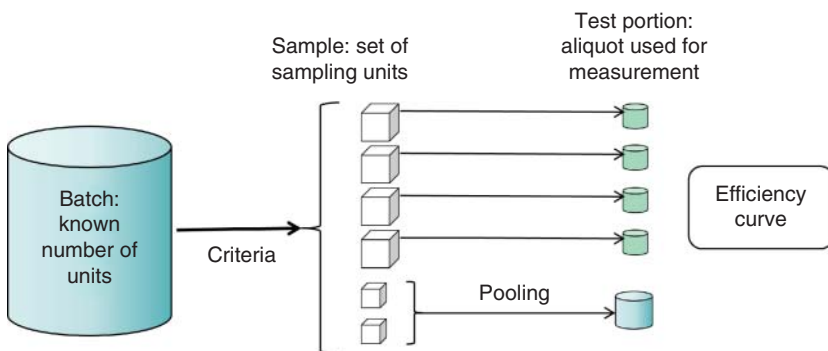 Batch:
known
number of
units
Criteria
Sample: set of
sampling units
Pooling
Test portion:
aliquot used for
measurement
Efficiency
curve